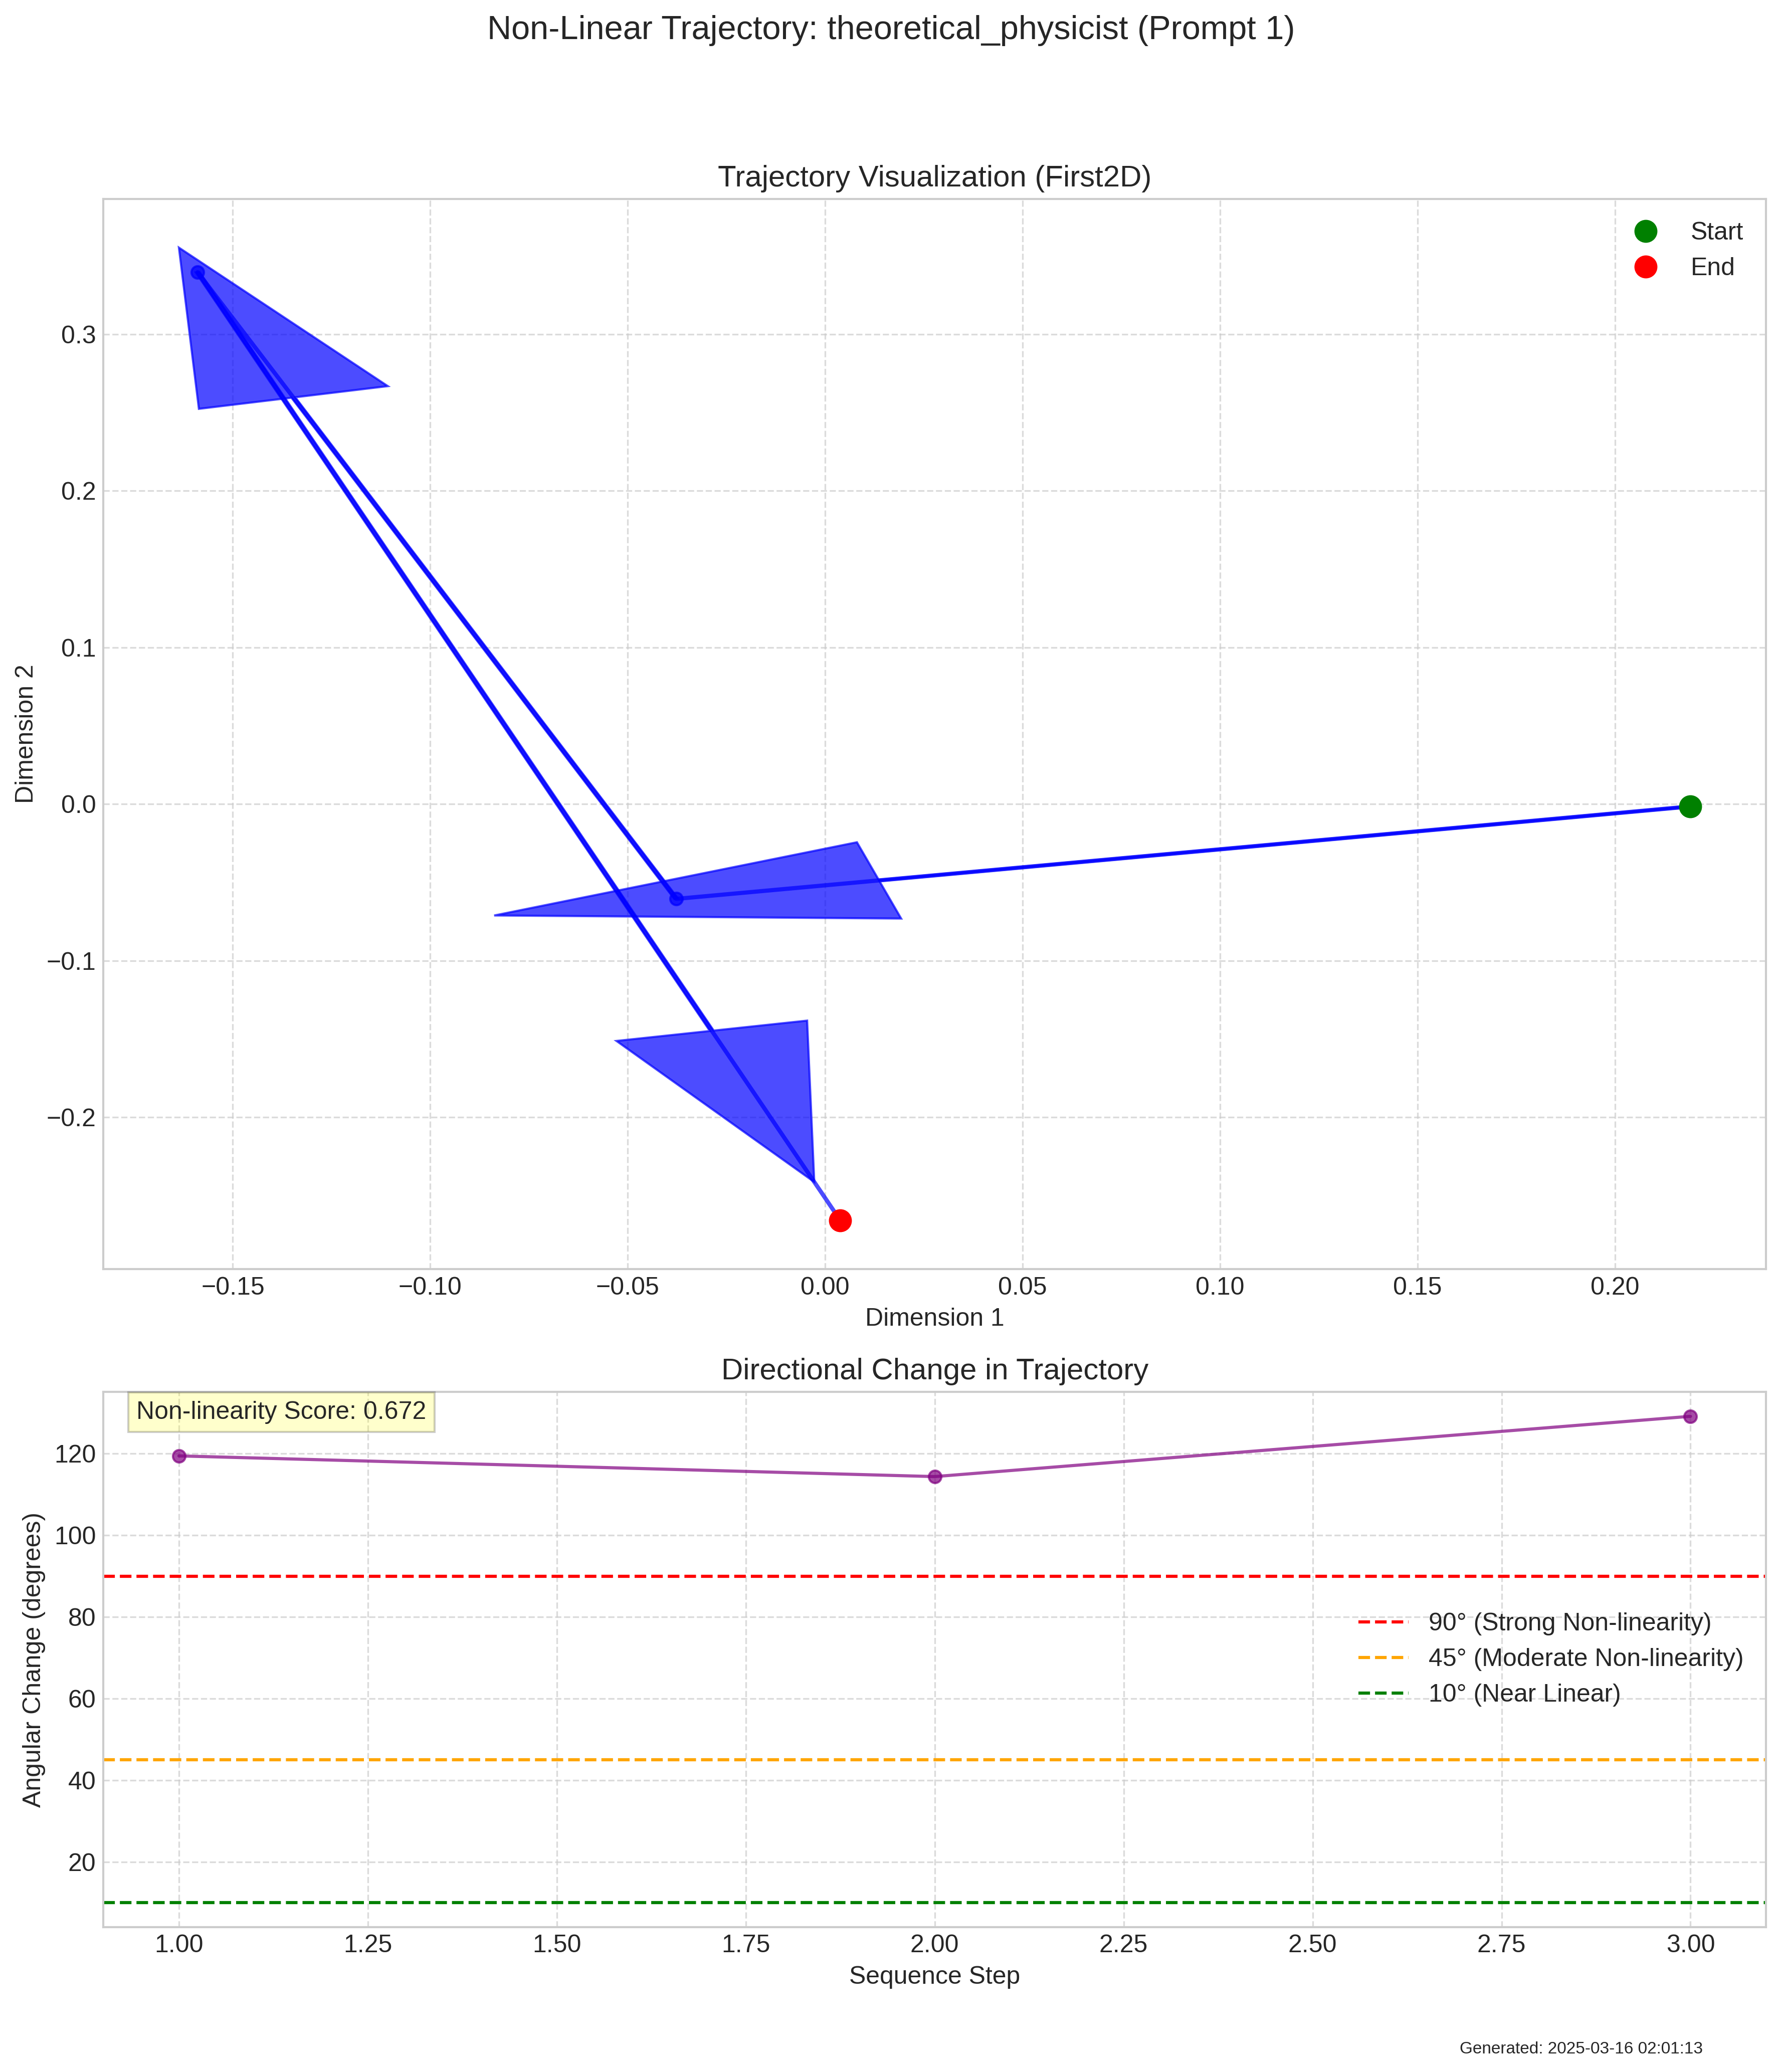 Non-Linear Trajectory: theoretical_physicist (Prompt 1)
Trajectory Visualization (First2D)
Start
End
0.3
0.2
0.1
0.0
−0.1
−0.2
Dimension 2
−0.15 −0.10 −0.05 0.00 0.05 0.10 0.15 0.20
Dimension 1
Directional Change in Trajectory
Non-linearity Score: 0.672
120
100
80
60
40
20
Angular Change (degrees)
90° (Strong Non-linearity)
45° (Moderate Non-linearity)
10° (Near Linear)
1.00 1.25 1.50 1.75 2.00 2.25 2.50 2.75 3.00
Sequence Step
Generated: 2025-03-16 02:01:13